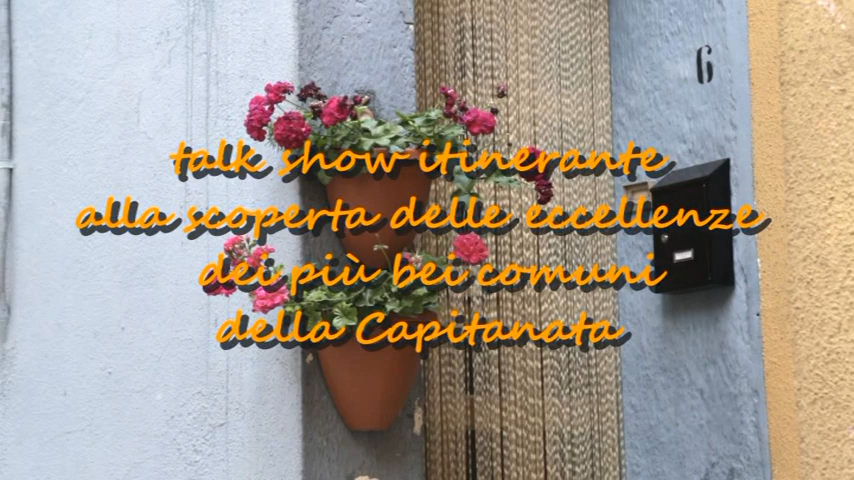 6
talk show itinerante
alla scoperta delle eccellenze
dei più bei comuni
della Capitanata